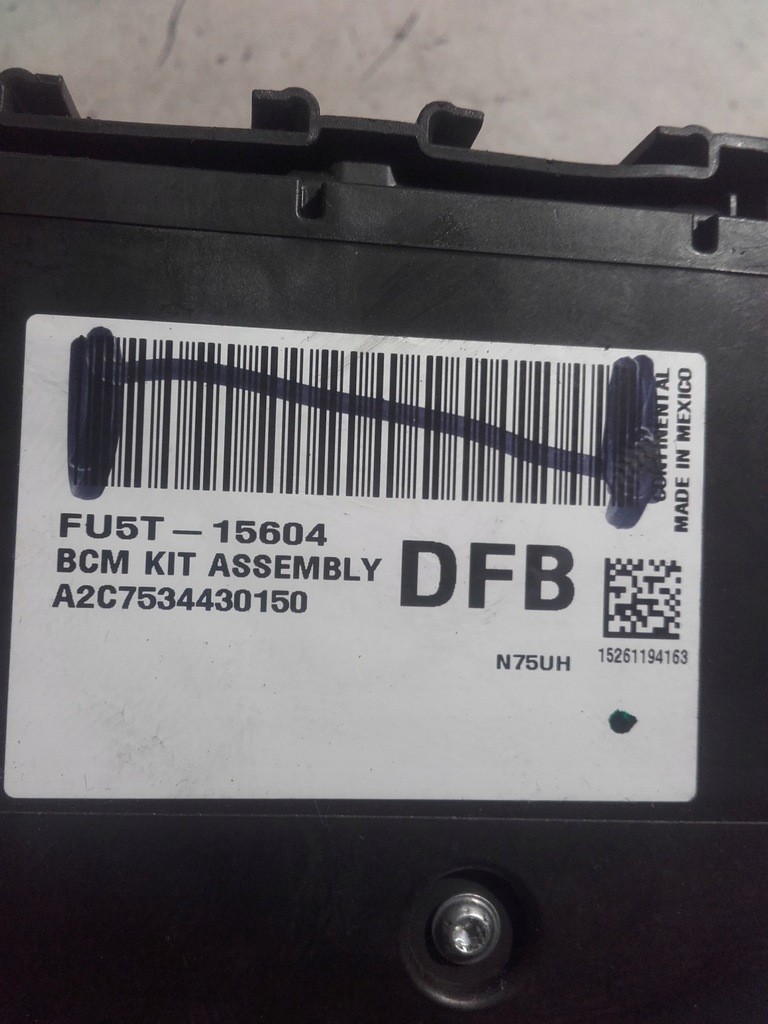 CONTINENTAL
MADE IN MEXICO
FU5T-15604
BCM KIT ASSEMBLY
A2C7534430150
DFB
N75UH
15261194163